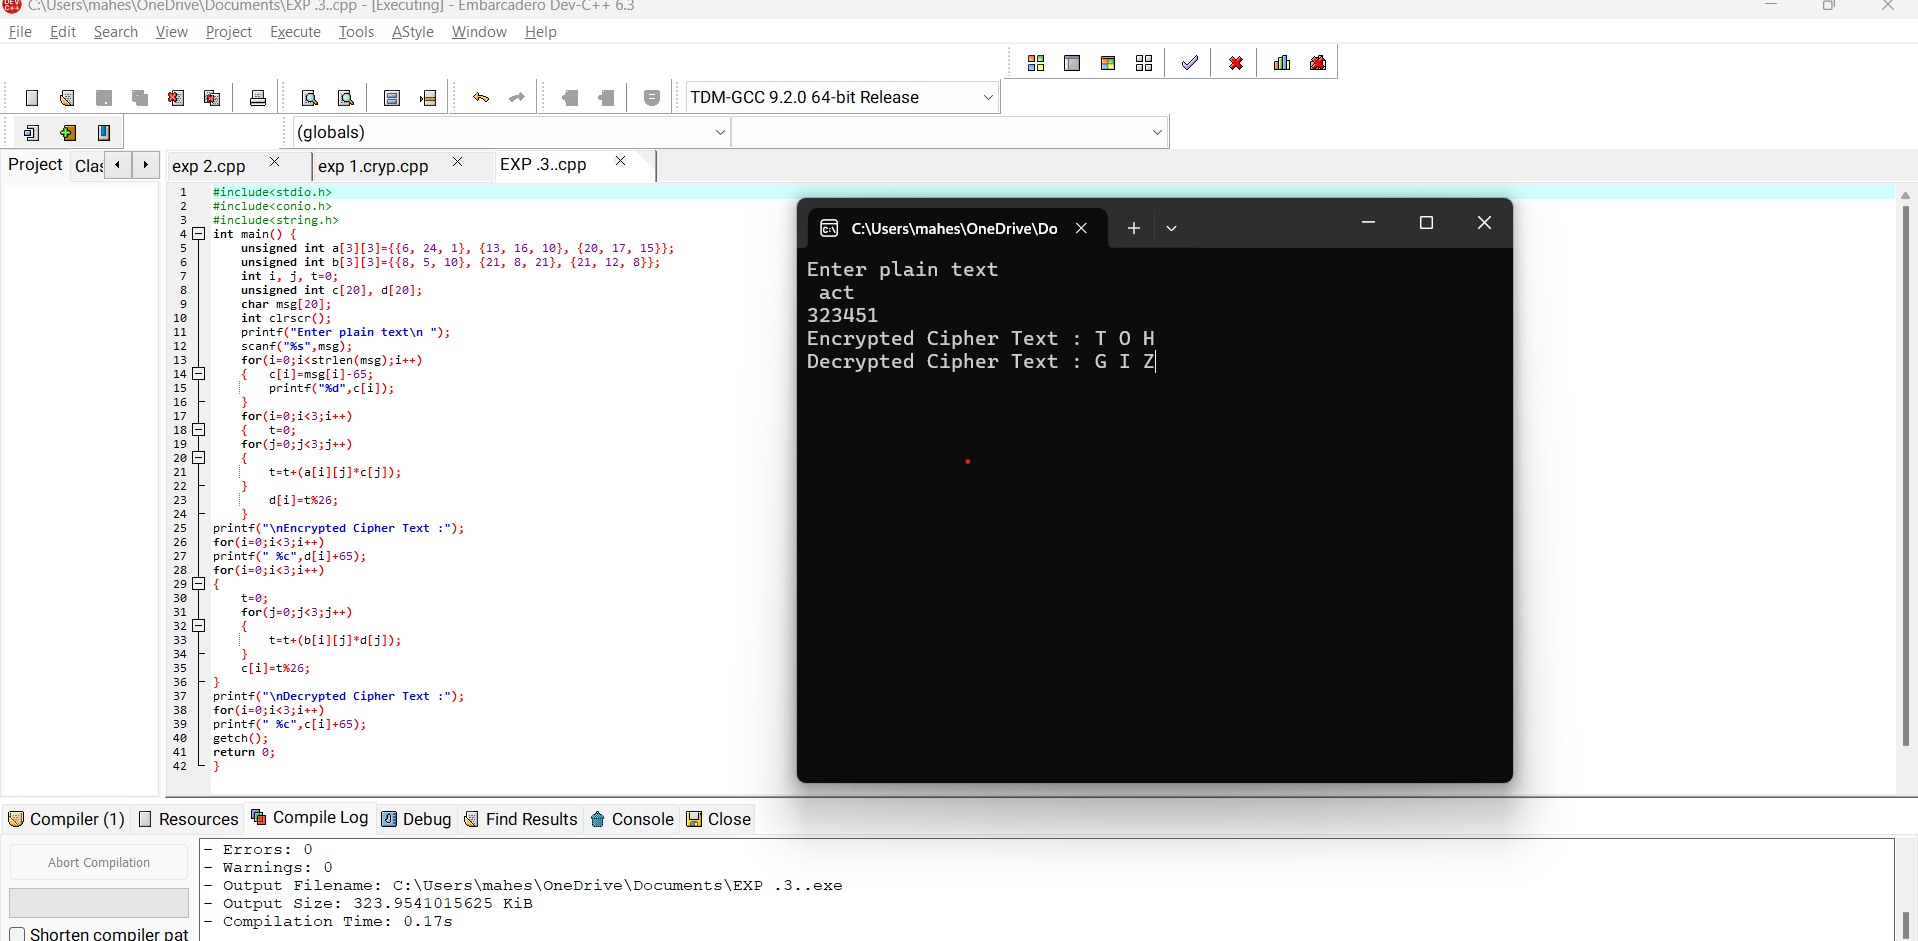 C:\Users\mahes\OneDrive\Documents\EXP .3..cpp - [Executing] - Embarcadero Dev-C++ 6.3
File Edit Search View Project Execute Tools AStyle Window Help
TDM-GCC 9.2.0 64-bit Release
(globals)
Project Clas exp 2.cpp exp 1.cryp.cpp EXP .3..cpp
1 #include<stdio.h>
2 #include<conio.h>
3 #include<string.h>
4 int main() {
5 unsigned int a[3][3]={{6, 24, 1}, {13, 16, 10}, {20, 17, 15}};
6 unsigned int b[3][3]={{8, 5, 10}, {21, 8, 21}, {21, 12, 8}};
7 int i, j, t=0;
8 unsigned int c[20], d[20];
9 char msg[20];
10 int clrscr();
11 printf("Enter plain text\n ");
12 scanf("%s",msg);
13 for(i=0;i<strlen(msg);i++)
14 { c[i]=msg[i]-65;
15 printf("%d",c[i]);
16 }
17 for(i=0;i<3;i++)
18 { t=0;
19 for(j=0;j<3;j++)
20 {
21 t=t+(a[i][j]*c[j]);
22 }
23 d[i]=t%26;
24 }
25 printf("\nEncrypted Cipher Text :");
26 for(i=0;i<3;i++)
27 printf(" %c",d[i]+65);
28 for(i=0;i<3;i++)
29 {
30 t=0;
31 for(j=0;j<3;j++)
32 {
33 t=t+(b[i][j]*d[j]);
34 }
35 c[i]=t%26;
36 }
37 printf("\nDecrypted Cipher Text :");
38 for(i=0;i<3;i++)
39 printf(" %c",c[i]+65);
40 getch();
41 return 0;
42 }
C:\Users\mahes\OneDrive\Do
Enter plain text
act
323451
Encrypted Cipher Text : T O H
Decrypted Cipher Text : G I Z
Compiler (1) Resources Compile Log Debug Find Results Console Close
Abort Compilation
Shorten compiler pat
- Errors: 0
- Warnings: 0
- Output Filename: C:\Users\mahes\OneDrive\Documents\EXP .3..exe
- Output Size: 323.9541015625 KiB
- Compilation Time: 0.17s